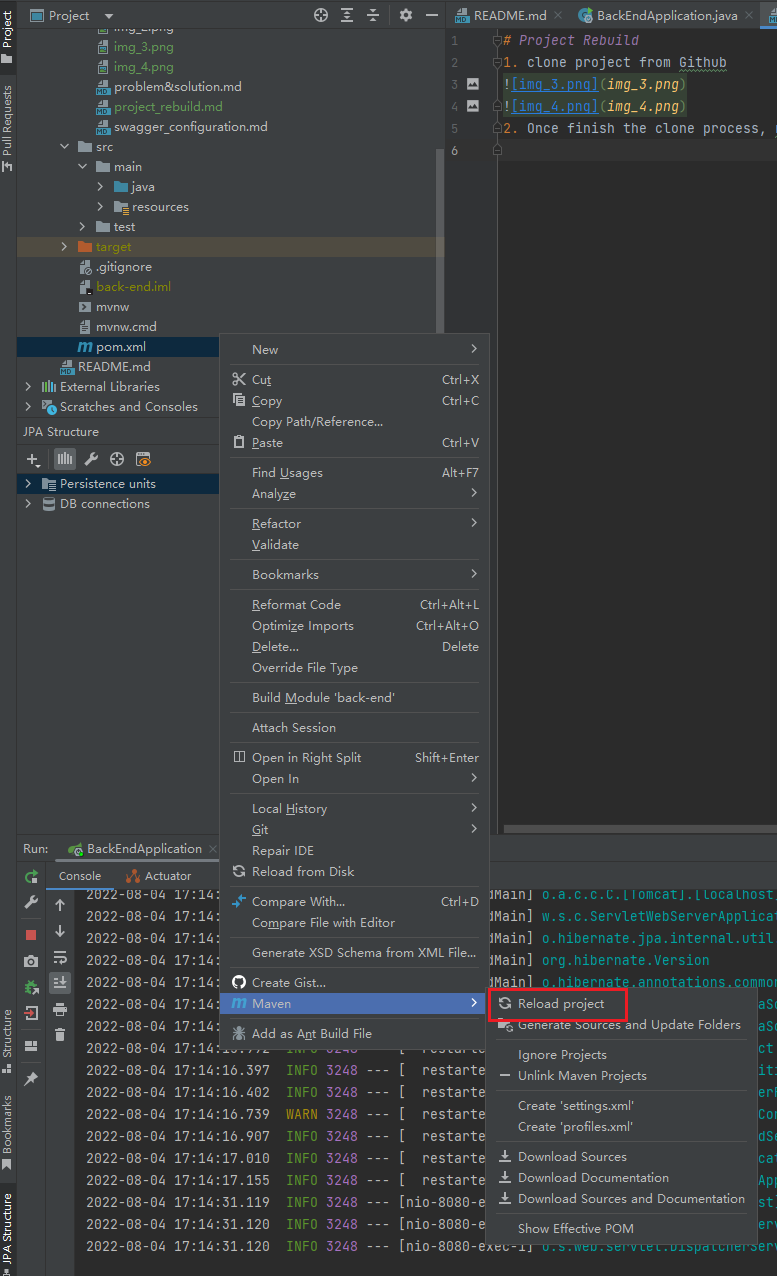 Project
README.md
BackEndApplication.java
Project
Pull Requests
img_2.png
img_3.png
img_4.png
problem&solution.md
project_rebuild.md
swagger_configuration.md
src
main
java
resources
test
target
.gitignore
back-end.iml
mvnw
mvnw.cmd
pom.xml
README.md
External Libraries
Scratches and Consoles
1 # Project Rebuild
2 1. clone project from Github
3 ![img_3.png](img_3.png)
4 ![img_4.png](img_4.png)
5 2. Once finish the clone process,
6
JPA Structure
Persistence units
DB connections
New
Cut Ctrl+X
Copy Ctrl+C
Copy Path/Reference...
Paste Ctrl+V
Find Usages Alt+F7
Analyze
Refactor
Validate
Bookmarks
Reformat Code Ctrl+Alt+L
Optimize Imports Ctrl+Alt+O
Delete... Delete
Override File Type
Build Module 'back-end'
Attach Session
Open in Right Split Shift+Enter
Open In
Local History
Git
Repair IDE
Reload from Disk
Compare With... Ctrl+D
Compare File with Editor
Generate XSD Schema from XML File...
Create Gist...
Maven
Add as Ant Build File
Reload project
Generate Sources and Update Folders
Ignore Projects
Unlink Maven Projects
Create 'settings.xml'
Create 'profiles.xml'
Download Sources
Download Documentation
Download Sources and Documentation
Show Effective POM
Run: BackEndApplication
Console Actuator
Structure
Bookmarks
JPA Structure
2022-08-04 17:14: dMain] o.a.c.c.C.[Tomcat].[localhost]
2022-08-04 17:14: dMain] w.s.c.ServletWebServerApplicat
2022-08-04 17:14: dMain] o.hibernate.jpa.internal.util
2022-08-04 17:14: dMain] org.hibernate.Version
2022-08-04 17:14: dMain] o.hibernate.annotations.common
2022-08-04 17:14:
2022-08-04 17:14:
2022-08-04 17:14: INFO 3248 --- [ restarte
2022-08-04 17:14:16.397 INFO 3248 --- [ restarte
2022-08-04 17:14:16.402 INFO 3248 --- [ restarte
2022-08-04 17:14:16.739 WARN 3248 --- [ restarte
2022-08-04 17:14:16.907 INFO 3248 --- [ restarte
2022-08-04 17:14:17.010 INFO 3248 --- [ restarte
2022-08-04 17:14:17.155 INFO 3248 --- [ restarte
2022-08-04 17:14:31.119 INFO 3248 --- [nio-8080-e
2022-08-04 17:14:31.120 INFO 3248 --- [nio-8080-e
2022-08-04 17:14:31.120 INFO 3248 --- [nio-8080-exec-1] o.s.web.servlet.DispatcherServ